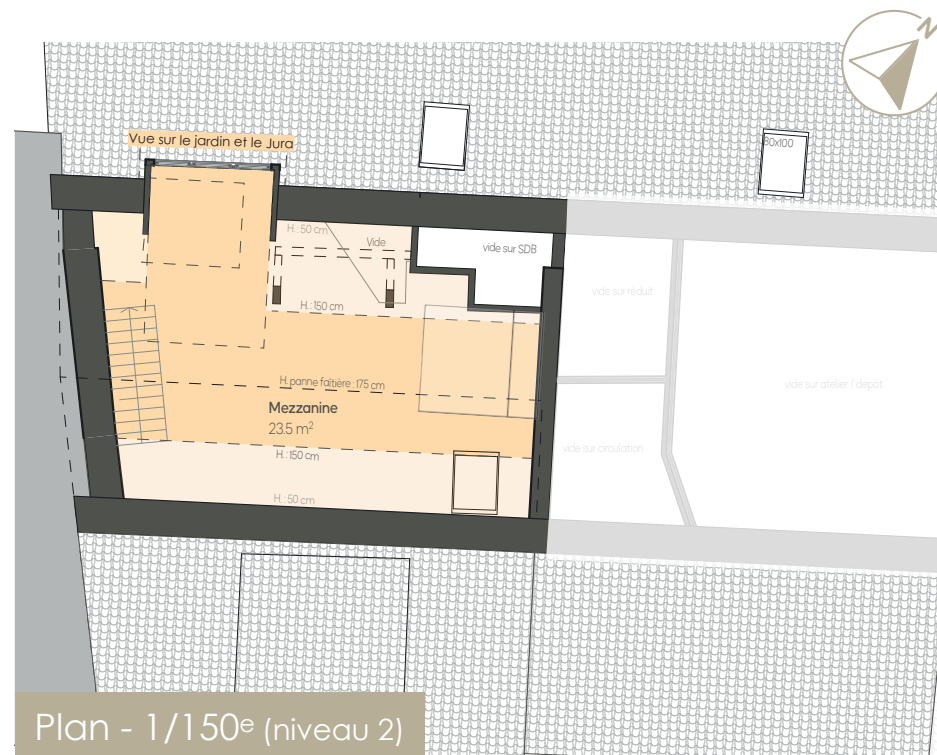 N
Vue sur le jardin et le Jura
80x100
H. : 50 cm
Vide
vide sur SDB
vide sur réduit
H. : 150 cm
H. panne faîtière : 175 cm
vide sur atelier / depôt
Mezzanine
23.5 m²
vide sur circulation
H. : 150 cm
H. : 50 cm
Plan - 1/150e (niveau 2)